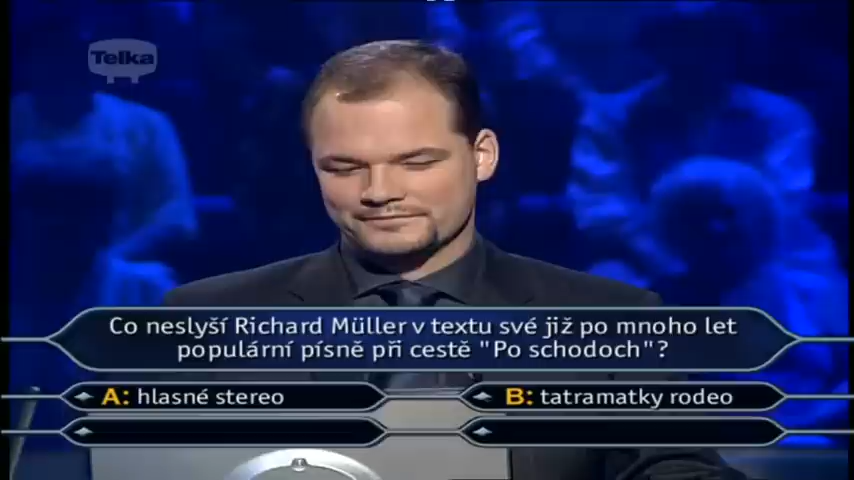 Telka
Co neslyší Richard Müller v textu své již po mnoho let
populární písně při cestě "Po schodoch"?
A: hlasné stereo
B: tatramatky rodeo